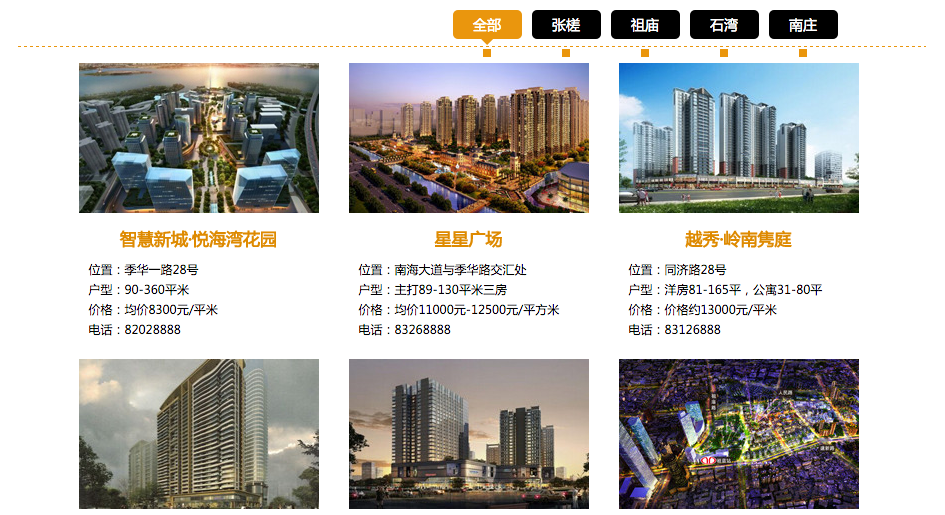 全部 张槎 祖庙 石湾 南庄
智慧新城·悦海湾花园
位置：季华一路28号
户型：90-360平米
价格：均价8300元/平米
电话：82028888
星星广场
位置：南海大道与季华路交汇处
户型：主打89-130平米三房
价格：均价11000元-12500元/平方米
电话：83268888
越秀·岭南隽庭
位置：同济路28号
户型：洋房81-165平，公寓31-80平
价格：价格约13000元/平米
电话：83126888
人民路